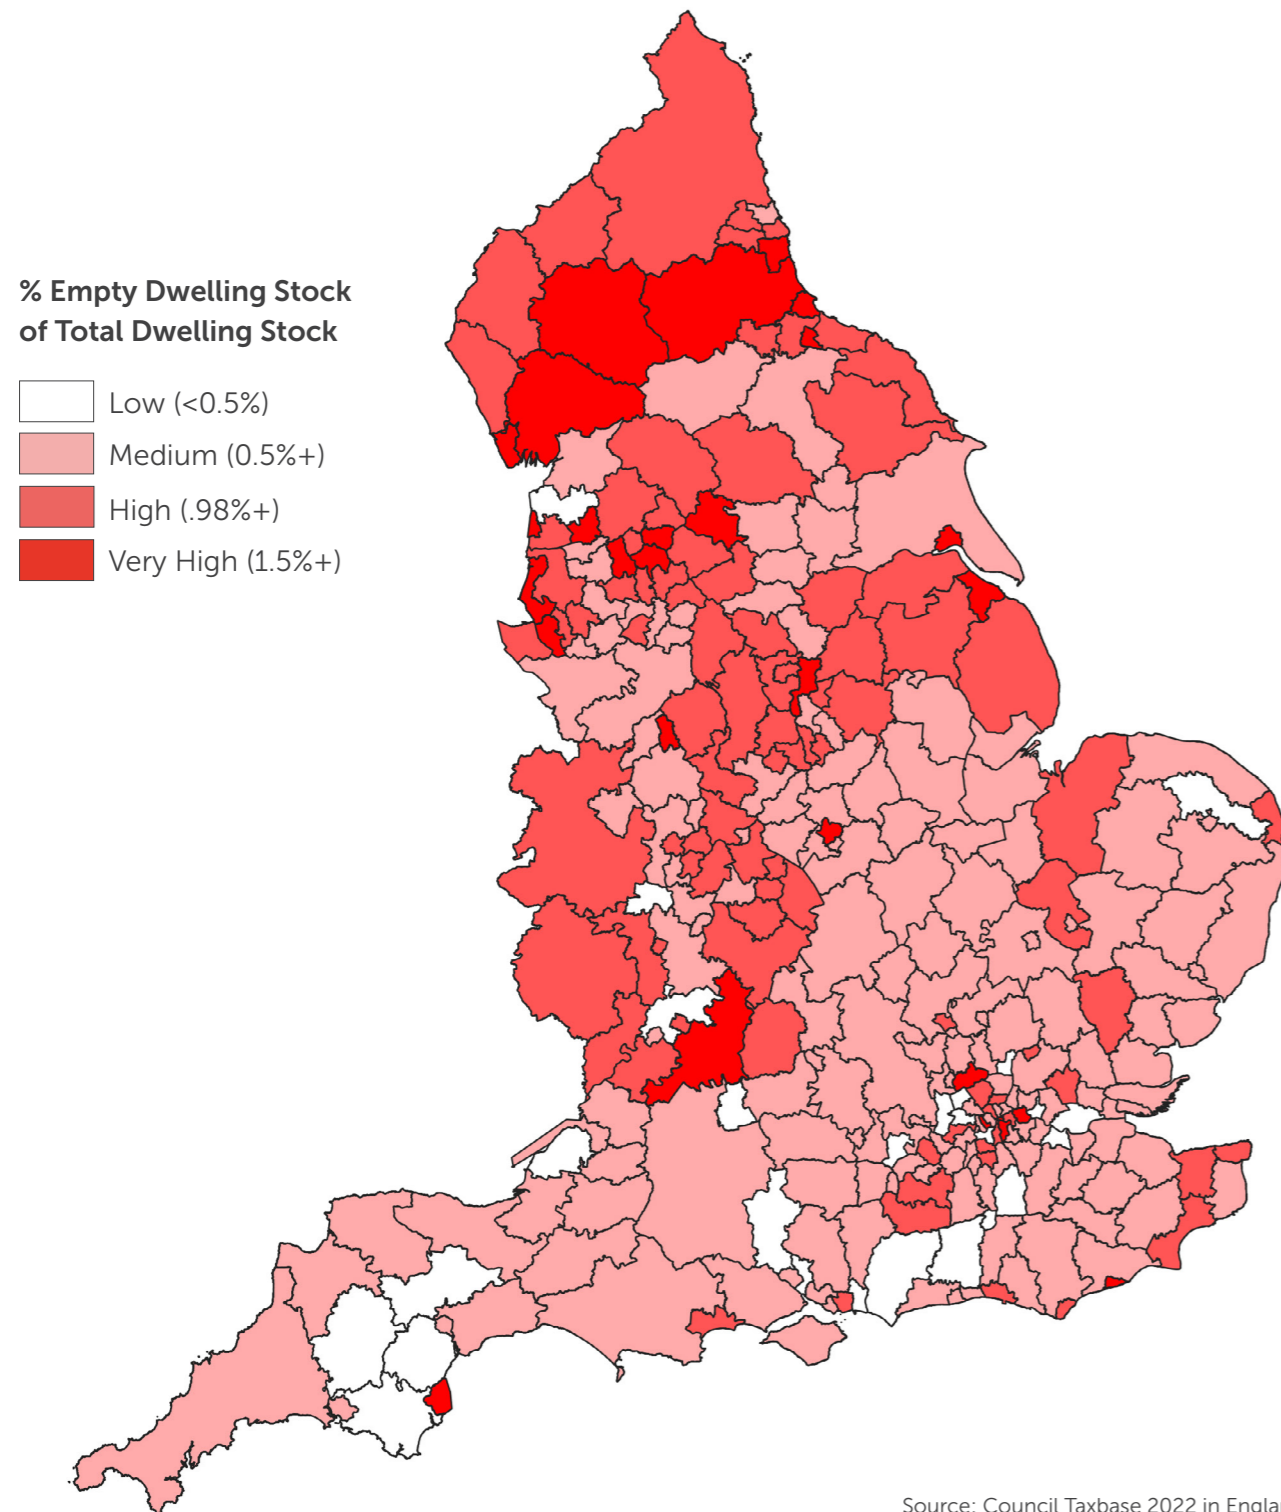 % Empty Dwelling Stock
of Total Dwelling Stock
Low (<0.5%)
Medium (0.5%+)
High (.98%+)
Very High (1.5%+)
Source: Council Taxbase 2022 in Engla